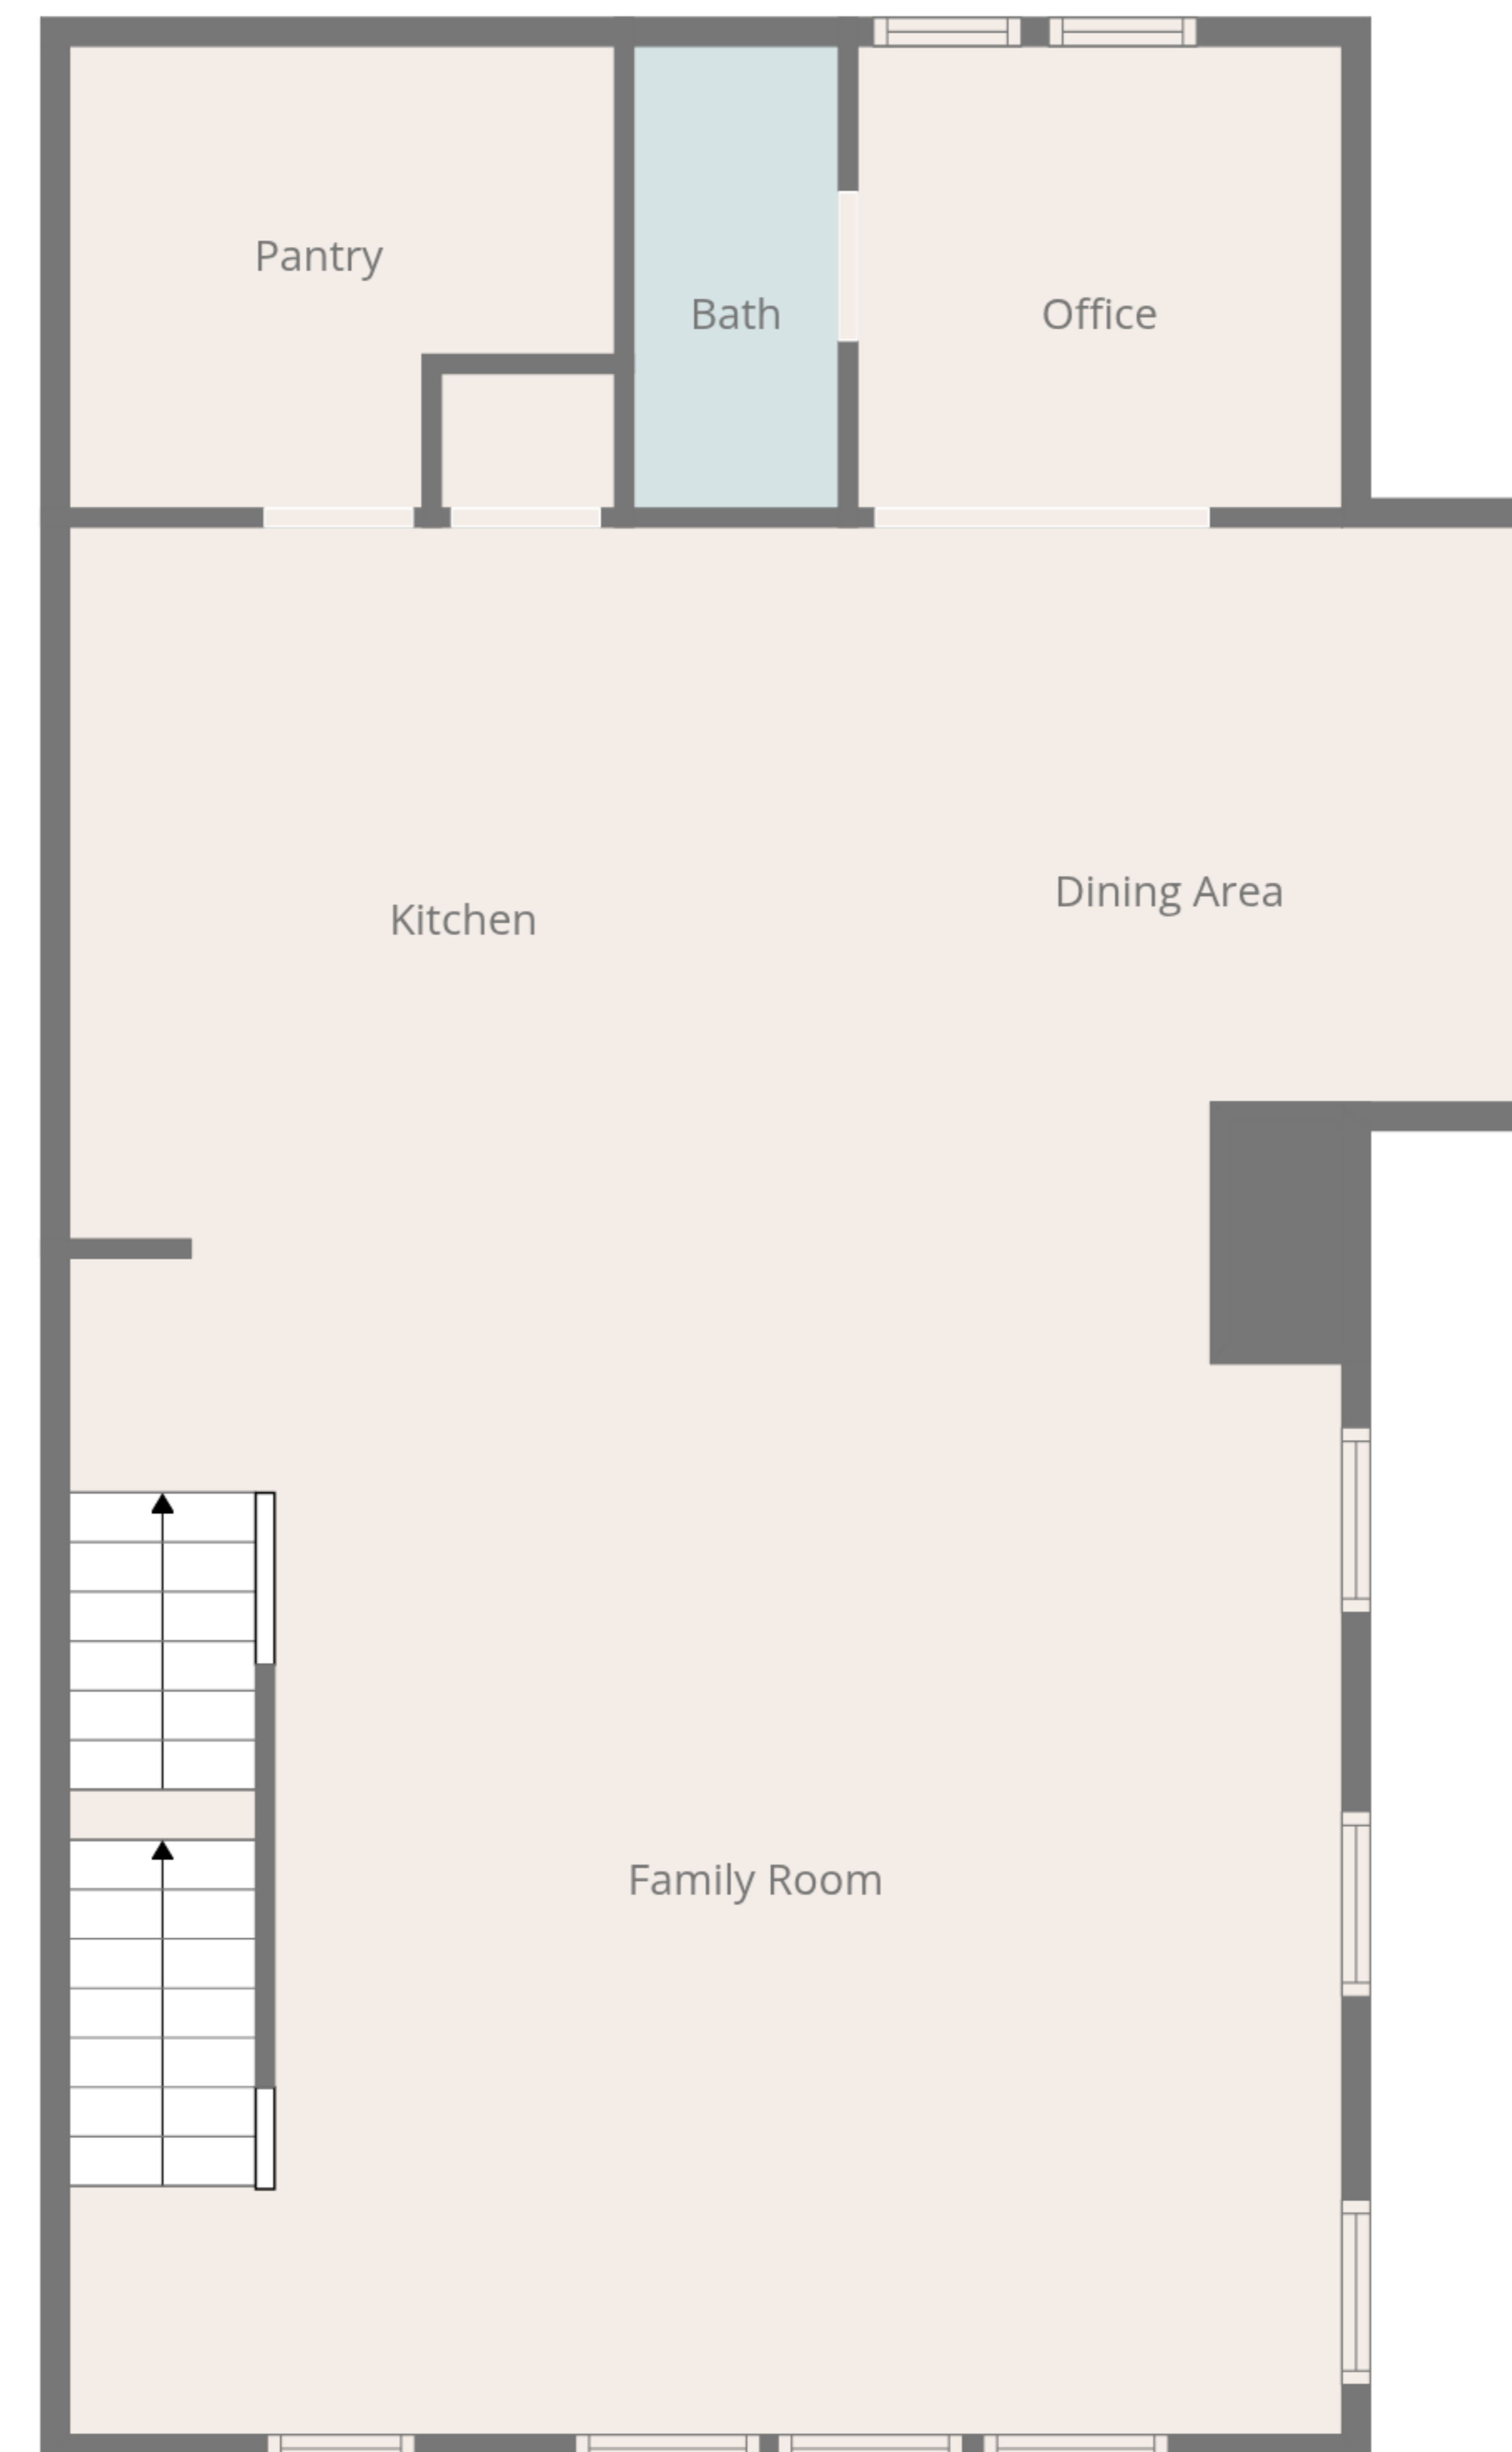 Pantry
Bath
Office
Kitchen
Dining Area
Family Room